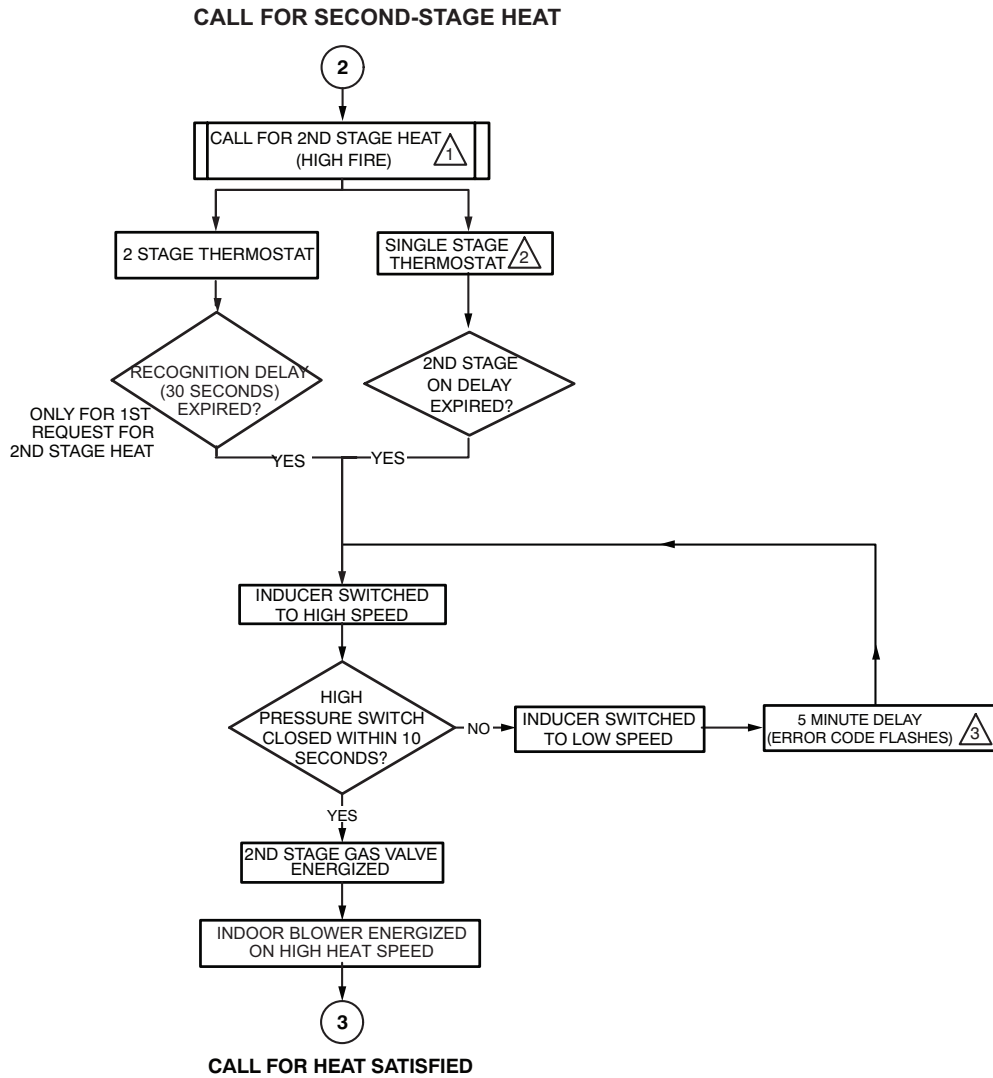 CALL FOR SECOND-STAGE HEAT
2
CALL FOR 2ND STAGE HEAT
(HIGH FIRE)
1
2 STAGE THERMOSTAT
SINGLE STAGE
THERMOSTAT
2
RECOGNITION DELAY
(30 SECONDS)
EXPIRED?
2ND STAGE
ON DELAY
EXPIRED?
ONLY FOR 1ST
REQUEST FOR
2ND STAGE HEAT
YES
YES
INDUCER SWITCHED
TO HIGH SPEED
HIGH
PRESSURE SWITCH
CLOSED WITHIN 10
SECONDS?
NO
INDUCER SWITCHED
TO LOW SPEED
5 MINUTE DELAY
(ERROR CODE FLASHES)
3
YES
2ND STAGE GAS VALVE
ENERGIZED
INDOOR BLOWER ENERGIZED
ON HIGH HEAT SPEED
3
CALL FOR HEAT SATISFIED